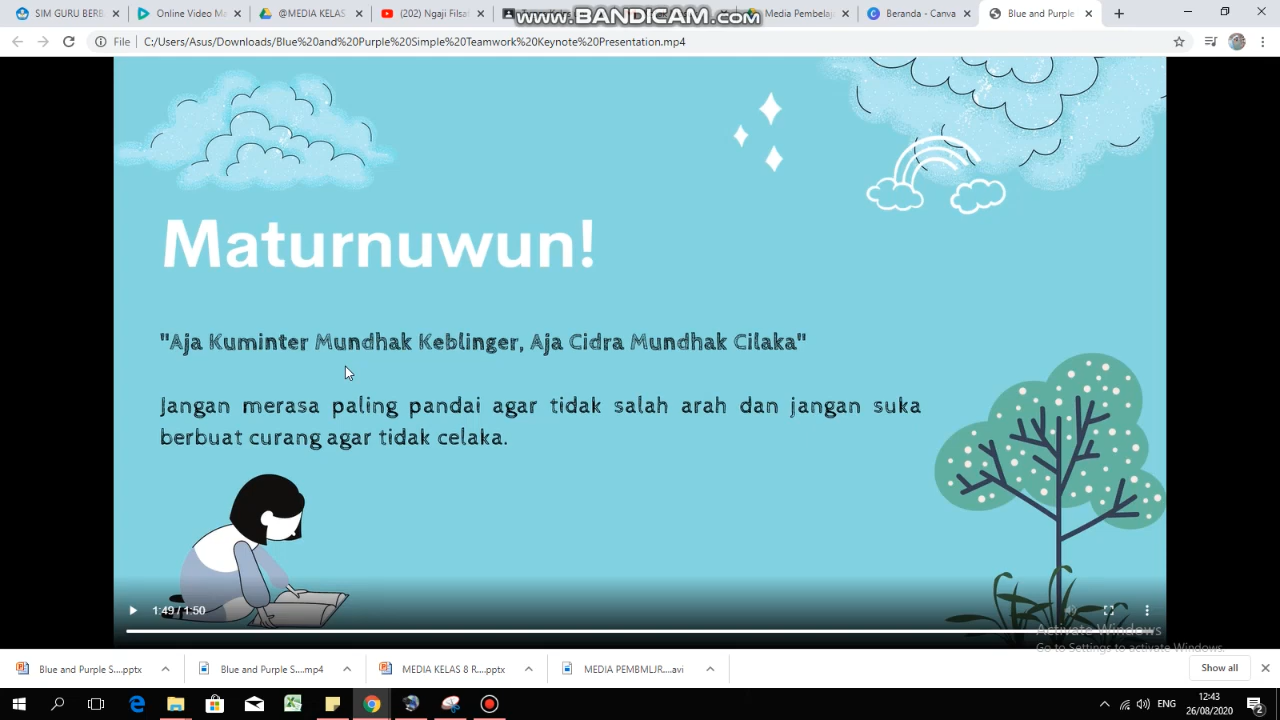 SIM GURU BERB
Online Video Ma
@MEDIA KELAS
(202) Ngaji Filsaf
www.BANDICAM.com
Media Pembelaj
Beranda - Canva
Blue and Purple
File
C:/Users/Asus/Downloads/Blue%20and%20Purple%20Simple%20Teamwork%20Keynote%20Presentation.mp4
Maturnuwun!
"Aja Kuminter Mundhak Keblinger, Aja Cidra Mundhak Cilaka"
Jangan merasa paling pandai agar tidak salah arah dan jangan suka
berbuat curang agar tidak celaka.
1:49 / 1:50
Activate Windows
Go to Settings to activate Windows.
Blue and Purple S....pptx
Blue and Purple S....mp4
MEDIA KELAS 8 R....pptx
MEDIA PEMBMLJR....avi
Show all
ENG
12:43
26/08/2020
2